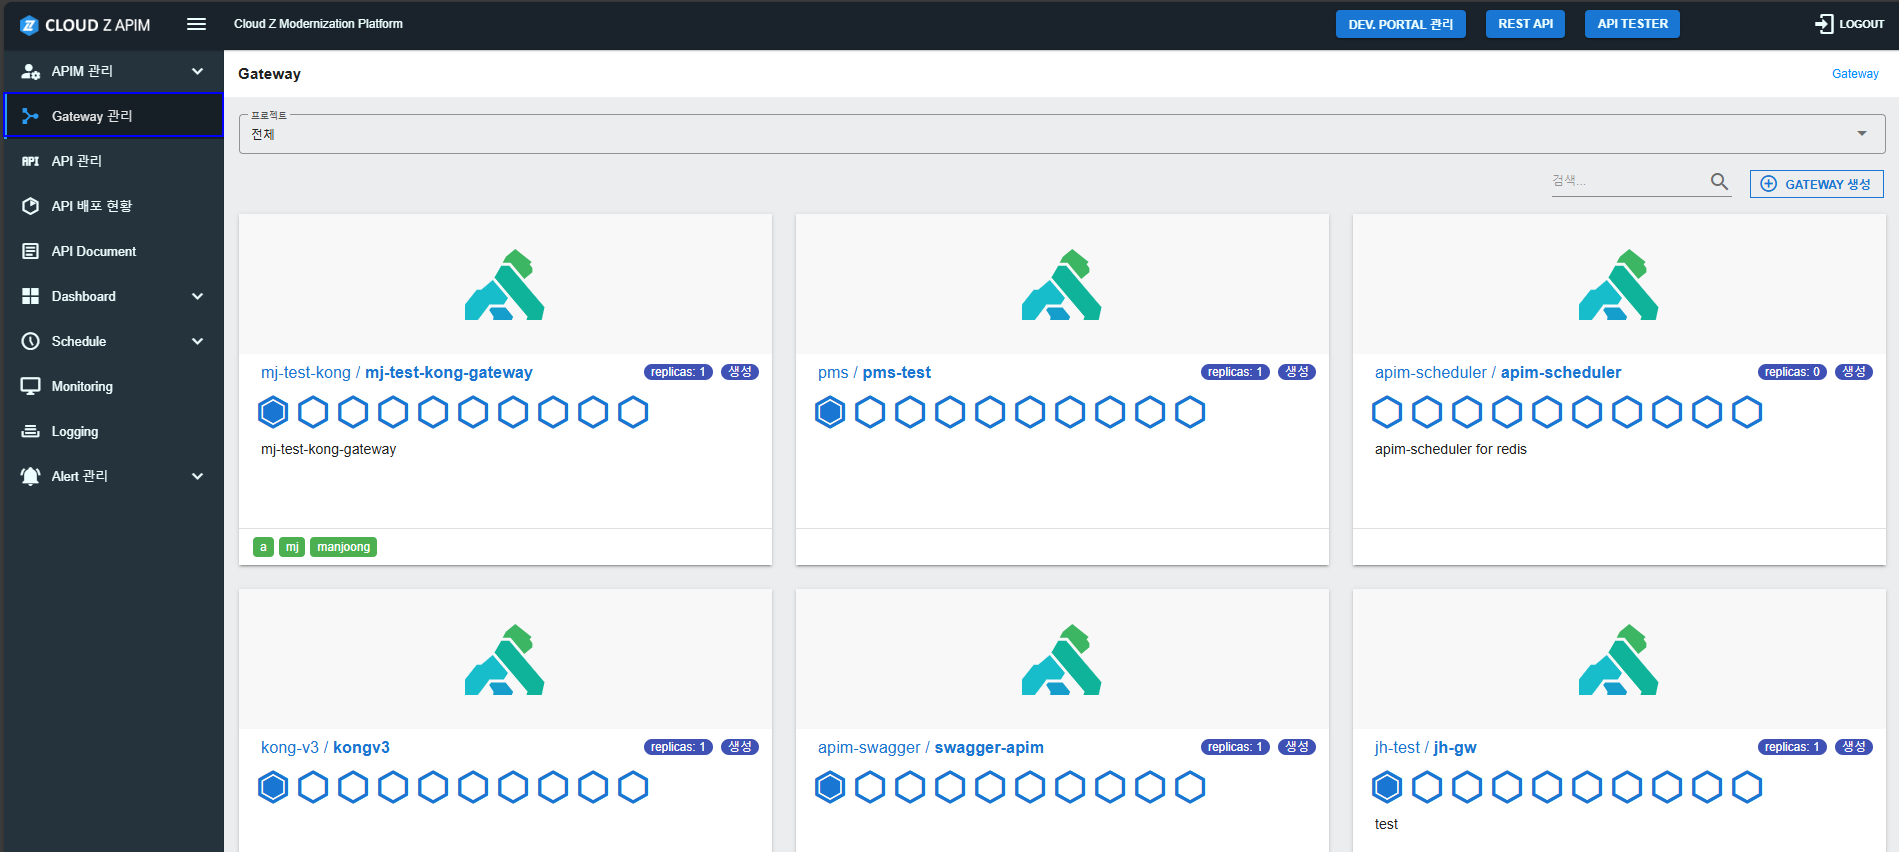 CLOUD Z APIM
Cloud Z Modernization Platform
DEV. PORTAL 관리
REST API
API TESTER
LOGOUT
APIM 관리
Gateway 관리
API 관리
API 배포 현황
API Document
Dashboard
Schedule
Monitoring
Logging
Alert 관리
Gateway
Gateway
프로젝트
전체
검색...
GATEWAY 생성
mj-test-kong / mj-test-kong-gateway
replicas: 1
생성
mj-test-kong-gateway
a
mj
manjoong
pms / pms-test
replicas: 1
생성
apim-scheduler / apim-scheduler
replicas: 0
생성
apim-scheduler for redis
kong-v3 / kongv3
replicas: 1
생성
apim-swagger / swagger-apim
replicas: 1
생성
jh-test / jh-gw
replicas: 1
생성
test